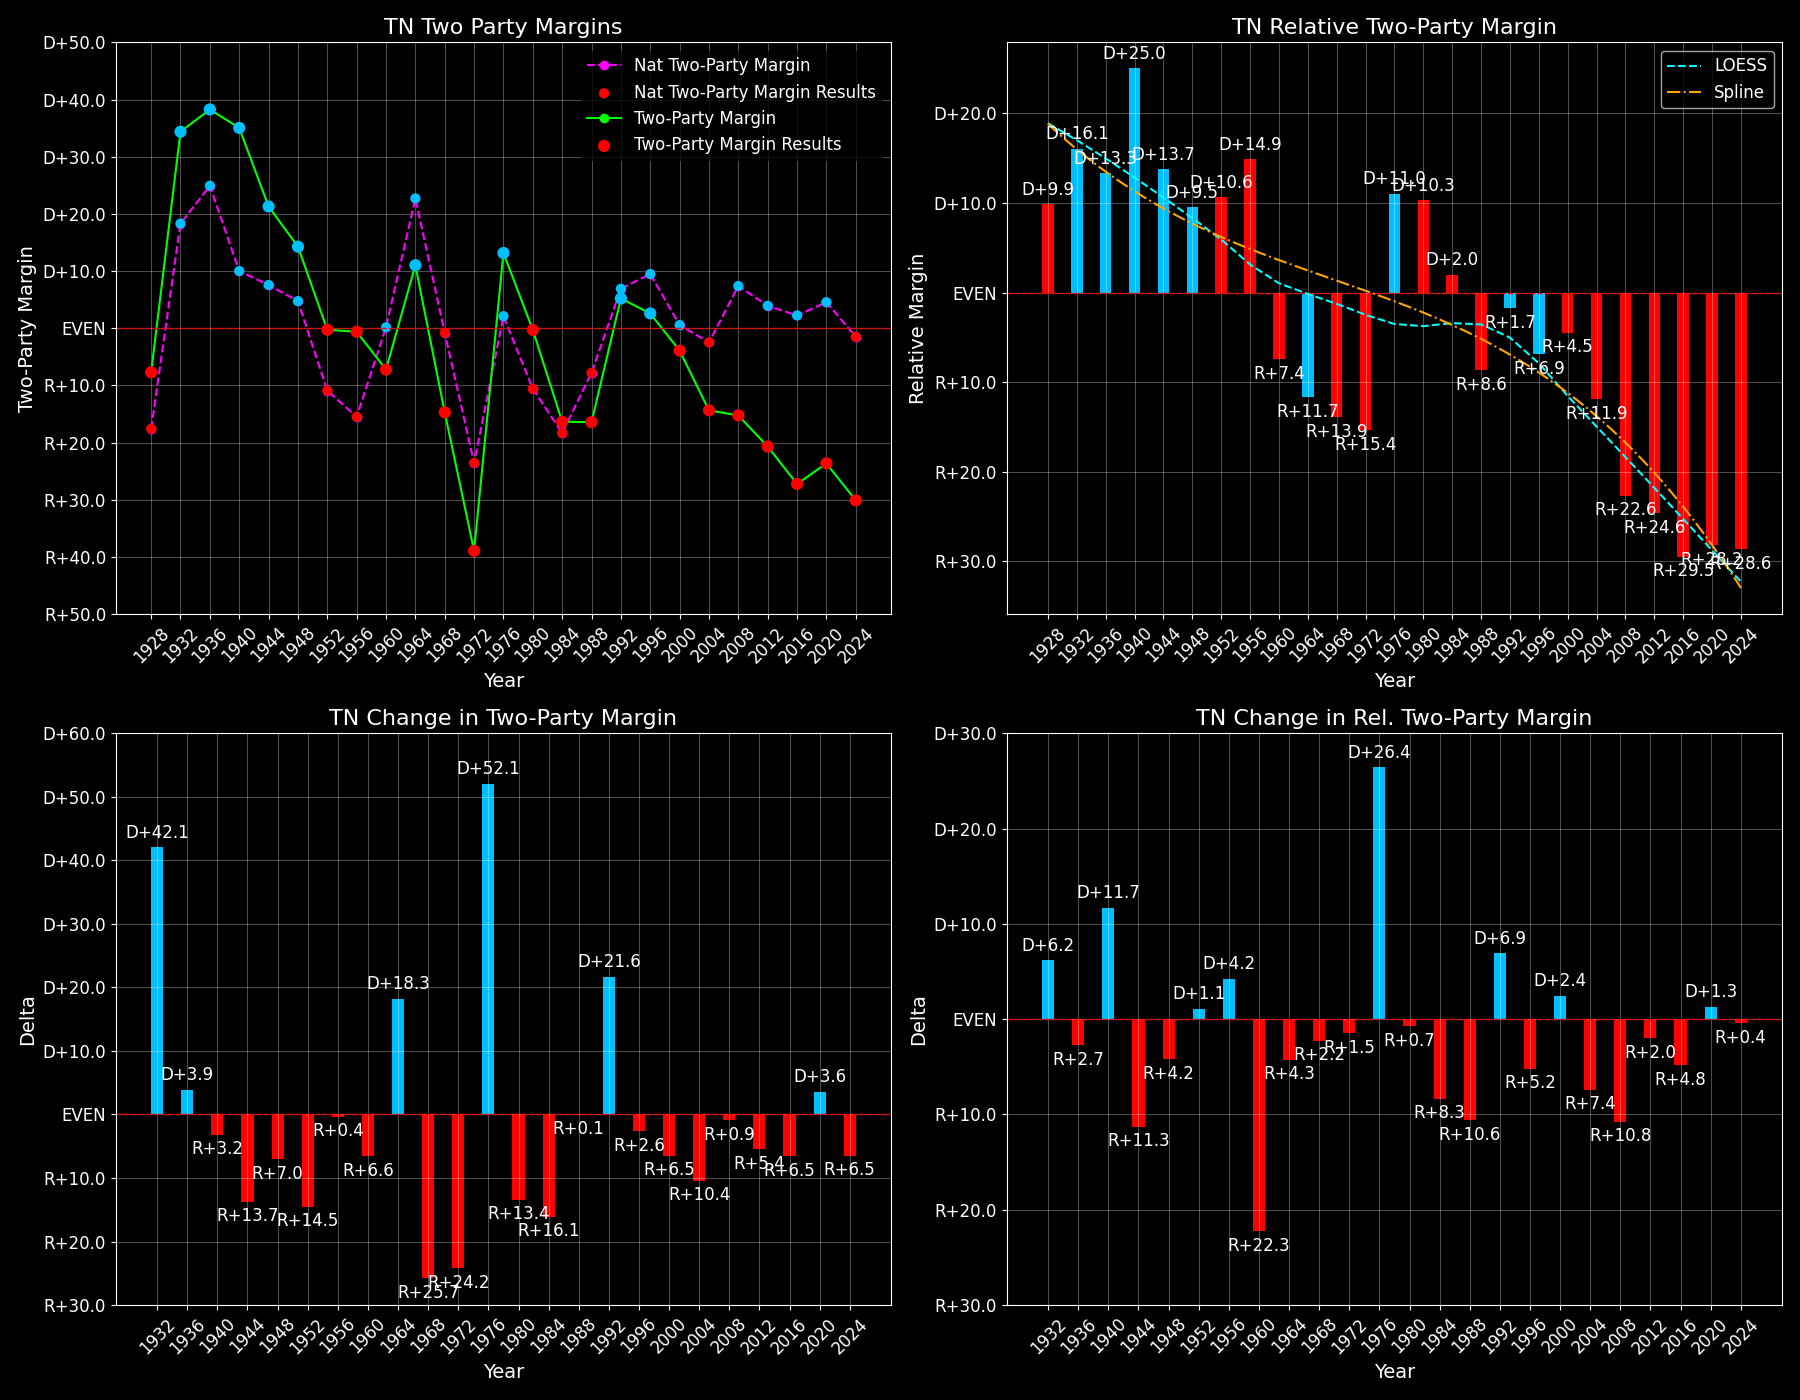 TN Two Party Margins
D+50.0
D+40.0
D+30.0
D+20.0
D+10.0
EVEN
R+10.0
R+20.0
R+30.0
R+40.0
R+50.0
Two-Party Margin
Nat Two-Party Margin
Nat Two-Party Margin Results
Two-Party Margin
Two-Party Margin Results
1928 1932 1936 1940 1944 1948 1952 1956 1960 1964 1968 1972 1976 1980 1984 1988 1992 1996 2000 2004 2008 2012 2016 2020 2024
Year
TN Relative Two-Party Margin
D+20.0
D+10.0
EVEN
R+10.0
R+20.0
R+30.0
Relative Margin
LOESS
Spline
D+9.9
D+16.1
D+13.3
D+25.0
D+13.7
D+9.5
D+10.6
D+14.9
R+7.4
R+11.7
R+13.9
R+15.4
D+11.0
D+10.3
D+2.0
R+8.6
R+1.7
R+6.9
R+4.5
R+11.9
R+22.6
R+24.6
R+29.5
R+28.2
R+28.6
1928 1932 1936 1940 1944 1948 1952 1956 1960 1964 1968 1972 1976 1980 1984 1988 1992 1996 2000 2004 2008 2012 2016 2020 2024
Year
TN Change in Two-Party Margin
D+60.0
D+50.0
D+40.0
D+30.0
D+20.0
D+10.0
EVEN
R+10.0
R+20.0
R+30.0
Delta
D+42.1
D+3.9
R+3.2
R+13.7
R+7.0
R+14.5
R+0.4
R+6.6
D+18.3
R+25.7
R+24.2
D+52.1
R+13.4
R+16.1
R+0.1
D+21.6
R+2.6
R+6.5
R+10.4
R+0.9
R+5.4
R+6.5
D+3.6
R+6.5
1932 1936 1940 1944 1948 1952 1956 1960 1964 1968 1972 1976 1980 1984 1988 1992 1996 2000 2004 2008 2012 2016 2020 2024
Year
TN Change in Rel. Two-Party Margin
D+30.0
D+20.0
D+10.0
EVEN
R+10.0
R+20.0
R+30.0
Delta
D+6.2
R+2.7
D+11.7
R+11.3
R+4.2
D+1.1
D+4.2
R+22.3
R+4.3
R+2.2
R+1.5
D+26.4
R+0.7
R+8.3
R+10.6
D+6.9
R+5.2
D+2.4
R+7.4
R+10.8
R+2.0
R+4.8
D+1.3
R+0.4
1932 1936 1940 1944 1948 1952 1956 1960 1964 1968 1972 1976 1980 1984 1988 1992 1996 2000 2004 2008 2012 2016 2020 2024
Year